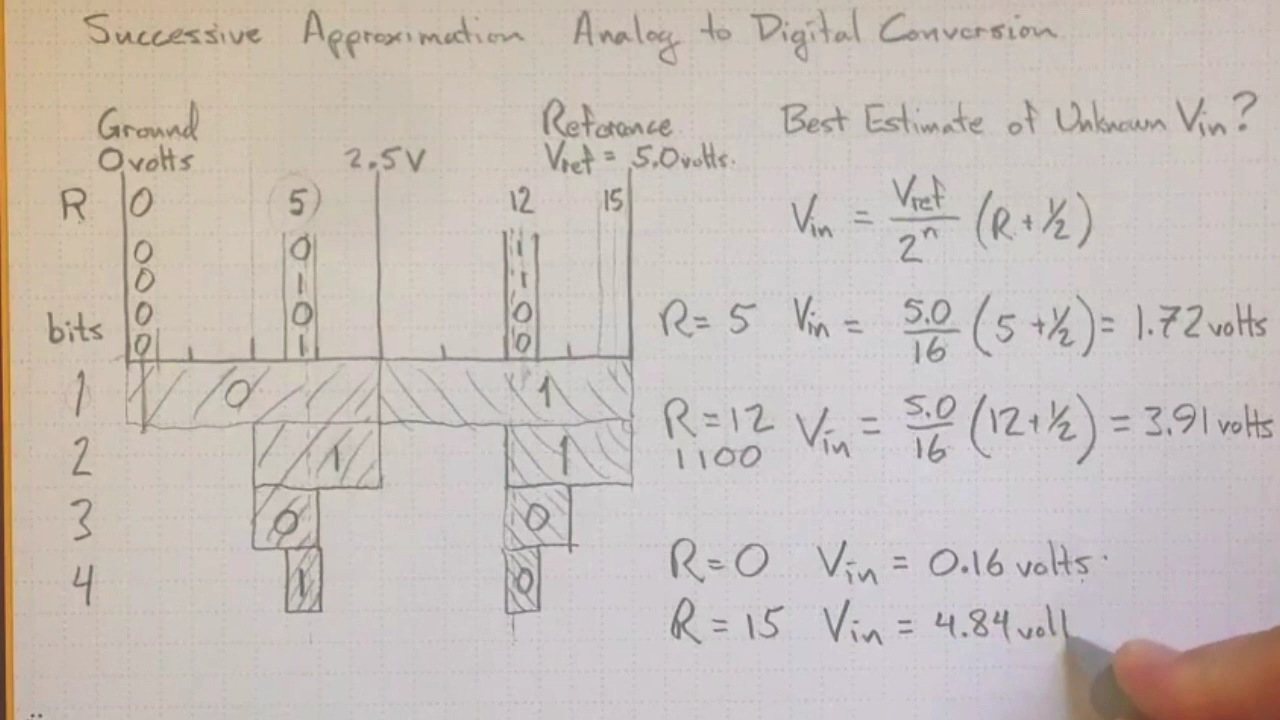 Successive Approximation Analog to Digital Conversion
Ground
0 volts
2.5V
Reference
Vref = 5.0 volts.
R 0 5 12 15
0 0 1
0 1 1
bits 0 0 0
0 1 0
1 0 1
2 1 1
3 0 0
4 1 0
Best Estimate of Unknown Vin?
Vin = Vref/2ⁿ (R + ½)
R = 5 Vin = 5.0/16 (5 + ½) = 1.72 volts
R = 12 Vin = 5.0/16 (12 + ½) = 3.91 volts
1100
R = 0 Vin = 0.16 volts.
R = 15 Vin = 4.84 volt